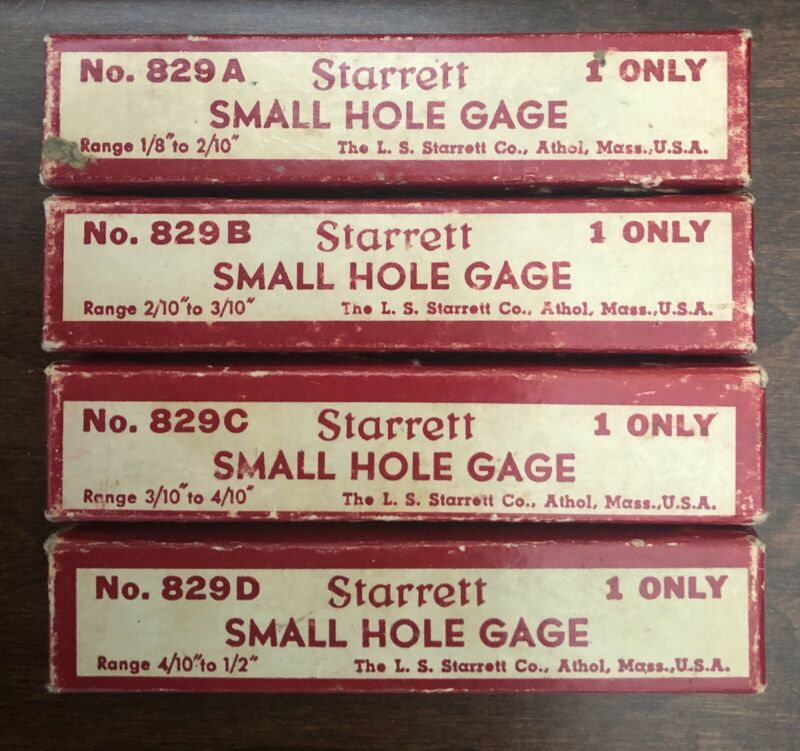 No. 829A Starrett 1 ONLY
SMALL HOLE GAGE
Range 1/8" to 2/10" The L. S. Starrett Co., Athol, Mass., U.S.A.
No. 829B Starrett 1 ONLY
SMALL HOLE GAGE
Range 2/10" to 3/10" The L. S. Starrett Co., Athol, Mass., U.S.A.
No. 829C Starrett 1 ONLY
SMALL HOLE GAGE
Range 3/10" to 4/10" The L. S. Starrett Co., Athol, Mass., U.S.A.
No. 829D Starrett 1 ONLY
SMALL HOLE GAGE
Range 4/10" to 1/2" The L. S. Starrett Co., Athol, Mass., U.S.A.